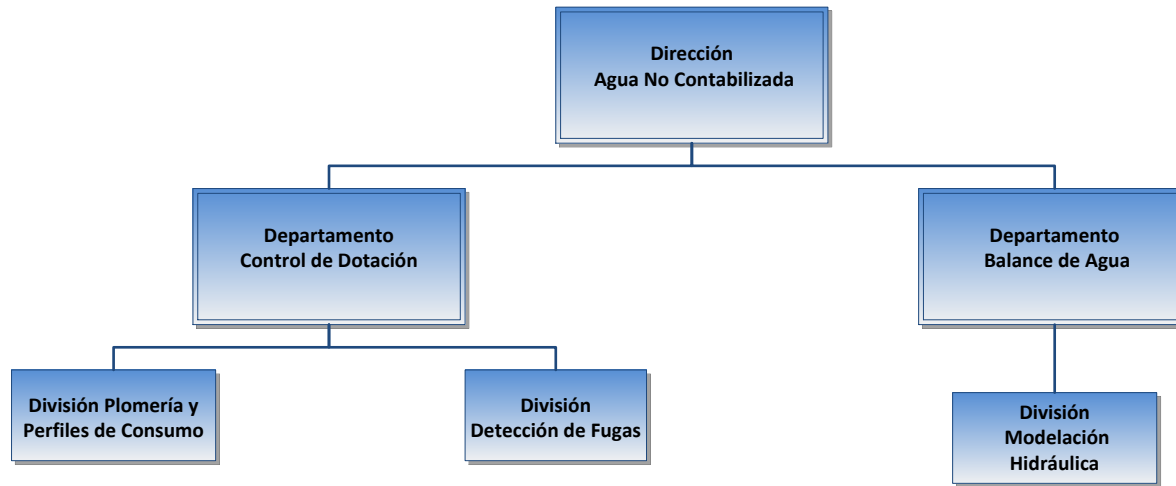 Dirección
Agua No Contabilizada
Departamento
Control de Dotación
Departamento
Balance de Agua
División Plomería y
Perfiles de Consumo
División
Detección de Fugas
División
Modelación
Hidráulica